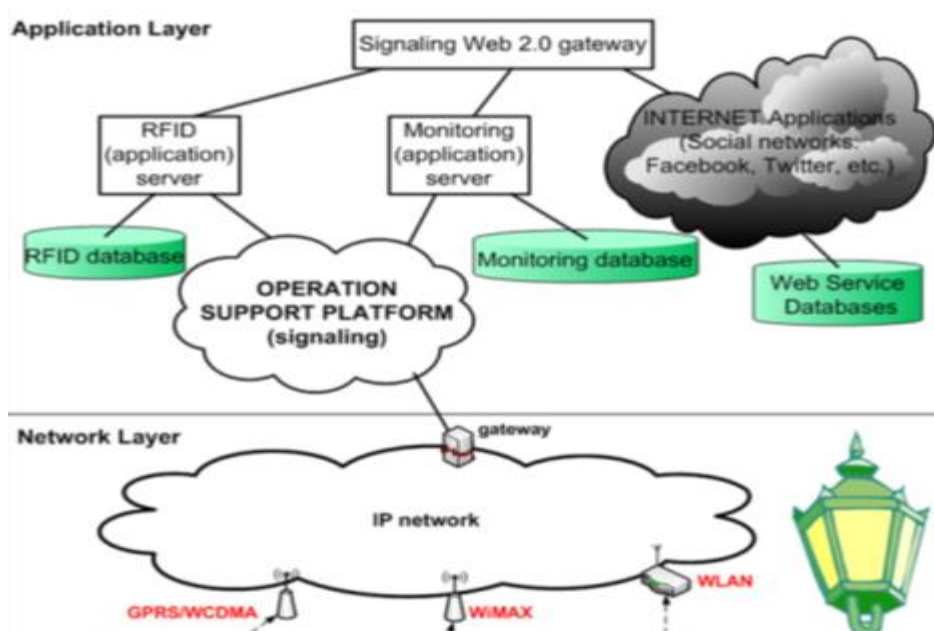 Application Layer
Signaling Web 2.0 gateway
RFID
(application)
server
Monitoring
(application)
server
INTERNET Applications
(Social networks:
Facebook, Twitter, etc.)
RFID database
Monitoring database
Web Service
Databases
OPERATION
SUPPORT PLATFORM
(signaling)
Network Layer
gateway
IP network
GPRS/WCDMA
WiMAX
WLAN